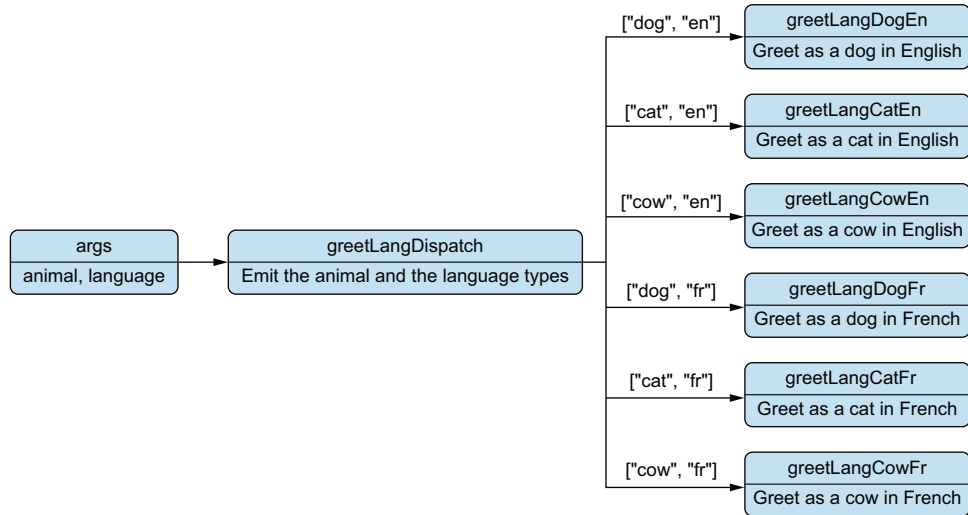 ["dog", "en"]
greetLangDogEn
Greet as a dog in English
["cat", "en"]
greetLangCatEn
Greet as a cat in English
["cow", "en"]
greetLangCowEn
Greet as a cow in English
args
animal, language
greetLangDispatch
Emit the animal and the language types
["dog", "fr"]
greetLangDogFr
Greet as a dog in French
["cat", "fr"]
greetLangCatFr
Greet as a cat in French
["cow", "fr"]
greetLangCowFr
Greet as a cow in French